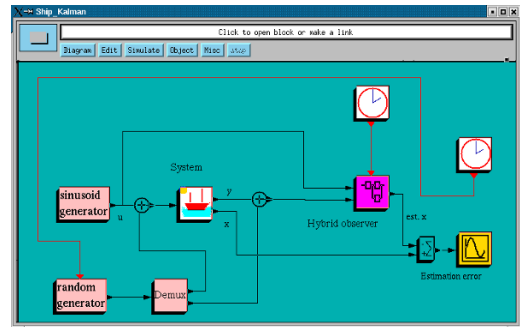 Ship_Kalman
Click to open block or make a link
Diagram Edit Simulate Object Misc stop
System
sinusoid
generator
u
y
x
Hybrid observer
est. x
Estimation error
random
generator
Demux